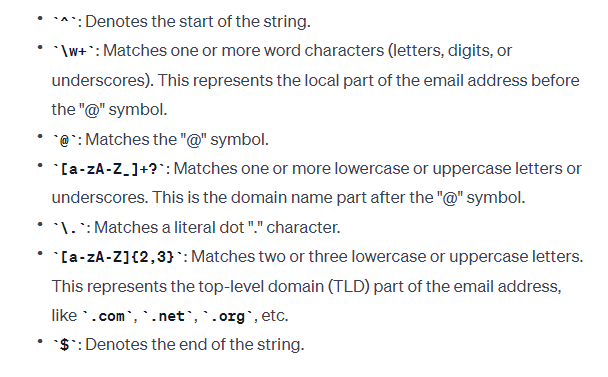 • `^`: Denotes the start of the string.
• `\w+`: Matches one or more word characters (letters, digits, or
underscores). This represents the local part of the email address before
the "@" symbol.
• `@`: Matches the "@" symbol.
• `[a-zA-Z_]+?`: Matches one or more lowercase or uppercase letters or
underscores. This is the domain name part after the "@" symbol.
• `\.`: Matches a literal dot "." character.
• `[a-zA-Z]{2,3}`: Matches two or three lowercase or uppercase letters.
This represents the top-level domain (TLD) part of the email address,
like `.com`, `.net`, `.org`, etc.
• `$`: Denotes the end of the string.